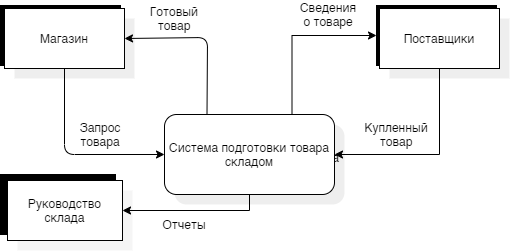 Готовый
товар
Сведения
о товаре
Магазин
Поставщики
Запрос
товара
Купленный
товар
Система подготовки товара
складом
Руководство
склада
Отчеты